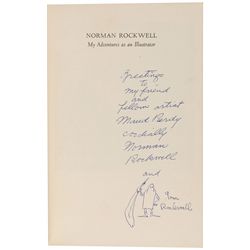 NORMAN ROCKWELL
My Adventures as an Illustrator
Greetings
to
my friend
and
fellow artist
Maud Purdy
cordially
Norman
Rockwell
and
Tom
Rockwell